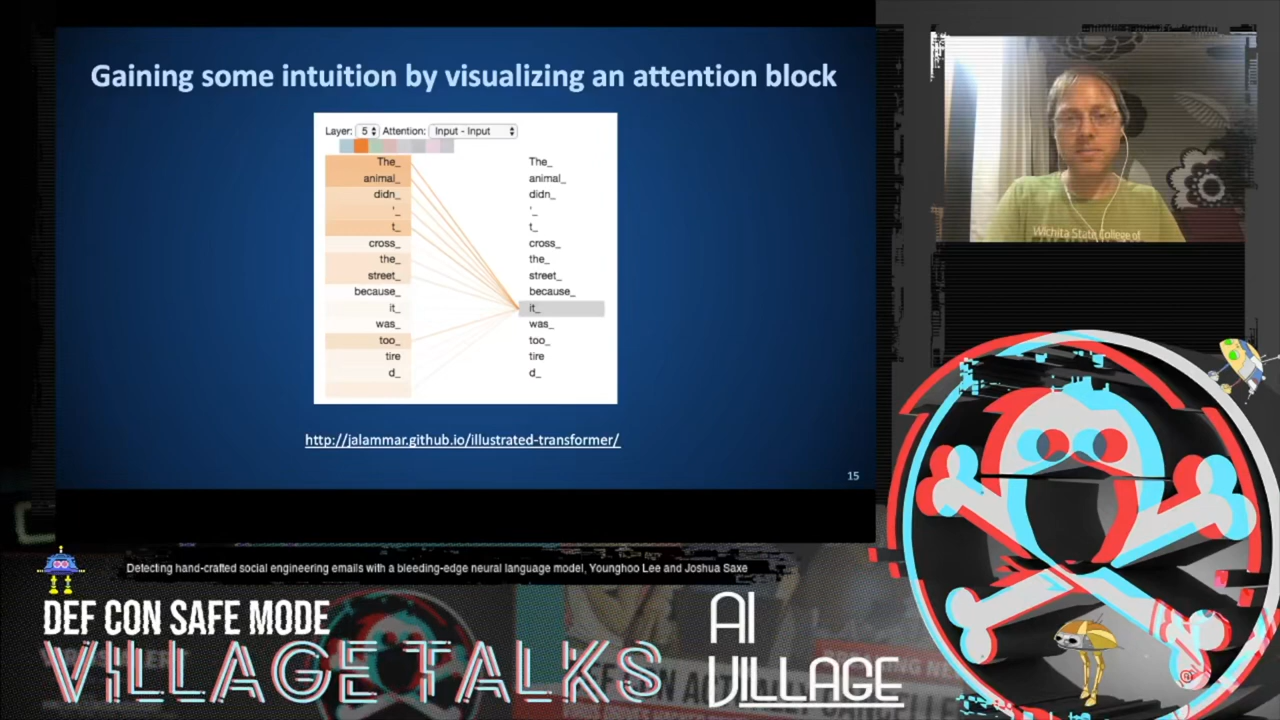 Gaining some intuition by visualizing an attention block
Layer: 5 Attention: Input - Input
The_ The_
animal_ animal_
didn_ didn_
'_ '_
t_ t_
cross_ cross_
the_ the_
street_ street_
because_ because_
it_ it_
was_ was_
too_ too_
tire tire
d_ d_
http://jalammar.github.io/illustrated-transformer/
15
Wichita State College of
Detecting hand-crafted social engineering emails with a bleeding-edge neural language model, Younghoo Lee and Joshua Saxe
DEF CON SAFE MODE
VILLAGE TALKS
AI
VILLAGE